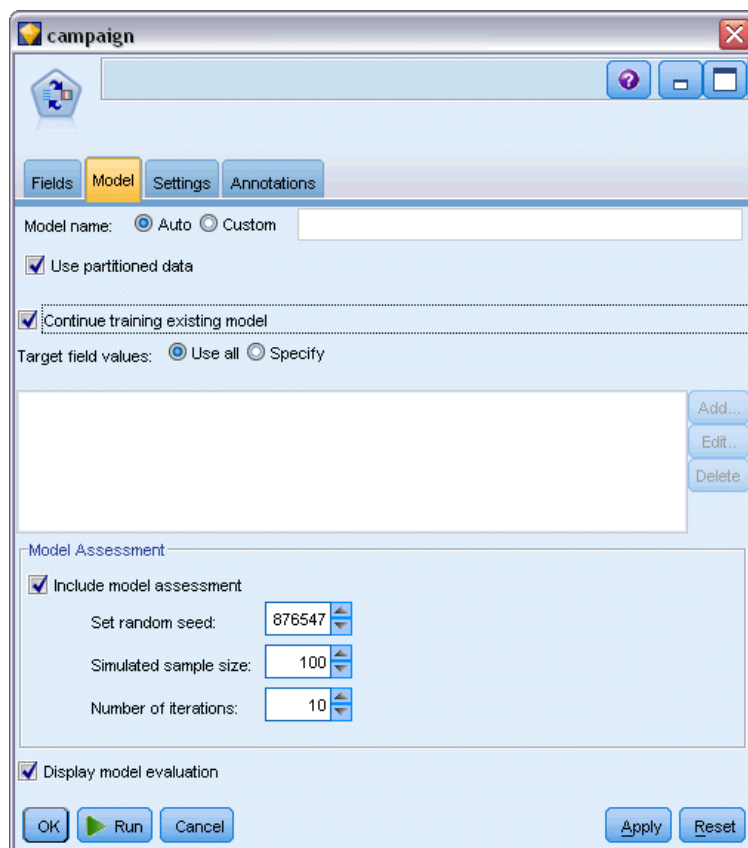 campaign
Fields Model Settings Annotations
Model name: Auto Custom
Use partitioned data
Continue training existing model
Target field values: Use all Specify
Add...
Edit..
Delete
Model Assessment
Include model assessment
Set random seed: 876547
Simulated sample size: 100
Number of iterations: 10
Display model evaluation
OK Run Cancel Apply Reset